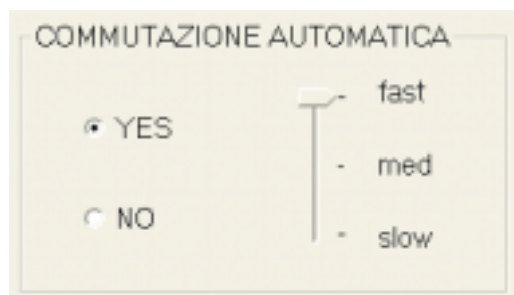 COMMUTAZIONE AUTOMATICA
YES
NO
fast
med
slow